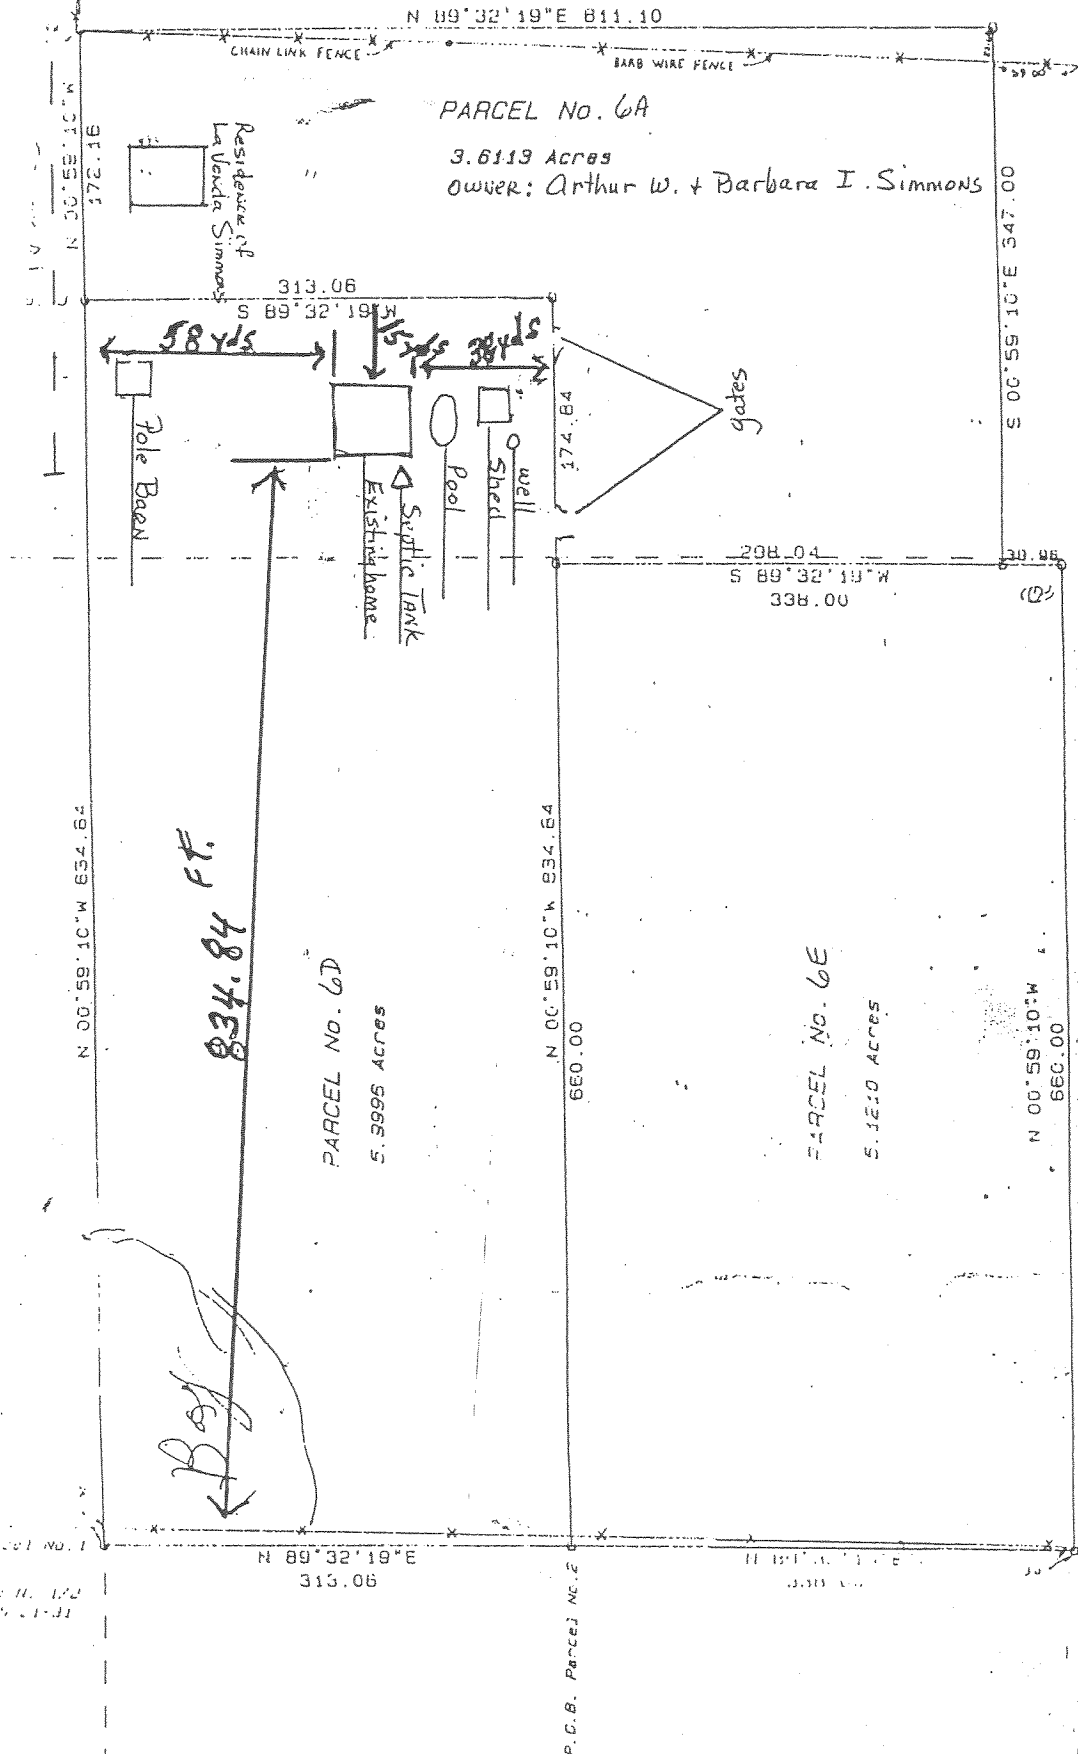 N 89°32'19"E 811.10
CHAIN LINK FENCE
BARB WIRE FENCE
PARCEL No. 6A
3.6113 Acres
OWNER: Arthur W. + Barbara I. Simmons
N 00°59'10"W
172.16
Residence of
LaVonda Simmons
S 00°59'10"E 347.00
313.06
S 89°32'19"W
58 yds
15 yds
yds
174.84
gates
Pole Barn
Existing home
Septic Tank
Pool
Shed
well
208.04
S 89°32'19"W
338.00
30.96
N 00°59'10"W 834.84
834.84 FT.
PARCEL No. 6D
5.3995 Acres
N 00°59'10"W 834.84
660.00
PARCEL No. 6E
5.1210 Acres
N 00°59'10"W
660.00
N 89°32'19"E
313.06
P.O.B. Parcel No.2